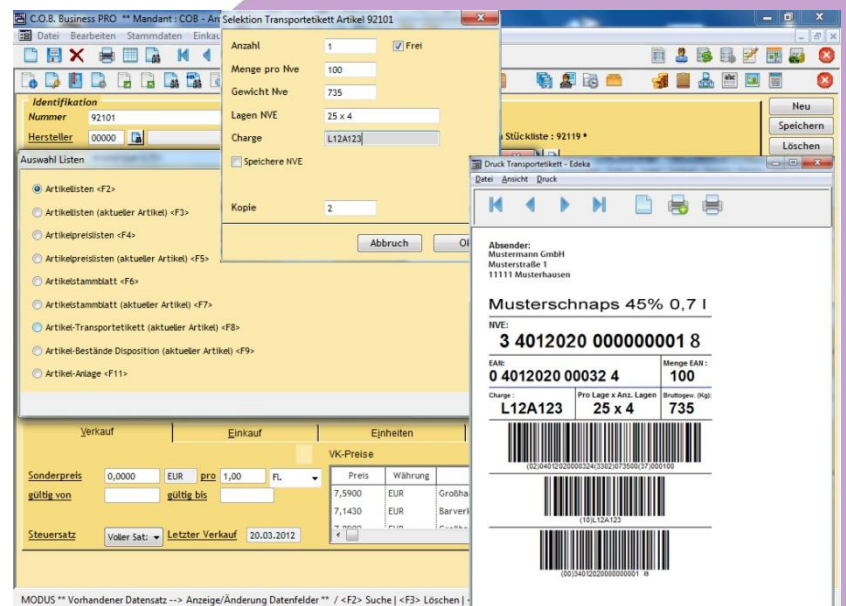 C.O.B. Business PRO ** Mandant : COB - Ar
Datei Bearbeiten Stammdaten Einkau
Identifikation
Nummer 92101
Hersteller 00000
Stückliste : 92119 *
Neu
Speichern
Löschen
Selektion Transportetikett Artikel 92101
Anzahl 1 Frei
Menge pro Nve 100
Gewicht Nve 735
Lagen NVE 25 x 4
Charge L12A123
Speichere NVE
Kopie 2
Abbruch
Auswahl Listen
Artikellisten <F2>
Artikellisten (aktueller Artikel) <F3>
Artikelpreislisten <F4>
Artikelpreislisten (aktueller Artikel) <F5>
Artikelstammblatt <F6>
Artikelstammblatt (aktueller Artikel) <F7>
Artikel-Transportetikett (aktueller Artikel) <F8>
Artikel-Bestände Disposition (aktueller Artikel) <F9>
Artikel-Anlage <F11>
Druck Transportetikett - Edeka
Datei Ansicht Druck
Absender:
Mustermann GmbH
Musterstraße 1
11111 Musterhausen
Musterschnaps 45% 0,7 l
NVE:
3 4012020 000000001 8
EAN: Menge EAN :
0 4012020 00032 4 100
Charge : Pro Lage x Anz. Lagen Bruttogew. (Kg):
L12A123 25 x 4 735
(02)04012020000324(3302)073500(37)000100
(10)L12A123
(00)34012020000000001 8
Verkauf Einkauf Einheiten
VK-Preise
Sonderpreis 0,0000 EUR pro 1,00 FL
gültig von gültig bis
Steuersatz Voller Sat: Letzter Verkauf 20.03.2012
Preis Währung
7,5900 EUR Großha
7,1430 EUR Barverk
MODUS ** Vorhandener Datensatz --> Anzeige/Änderung Datenfelder ** / <F2> Suche | <F3> Löschen |